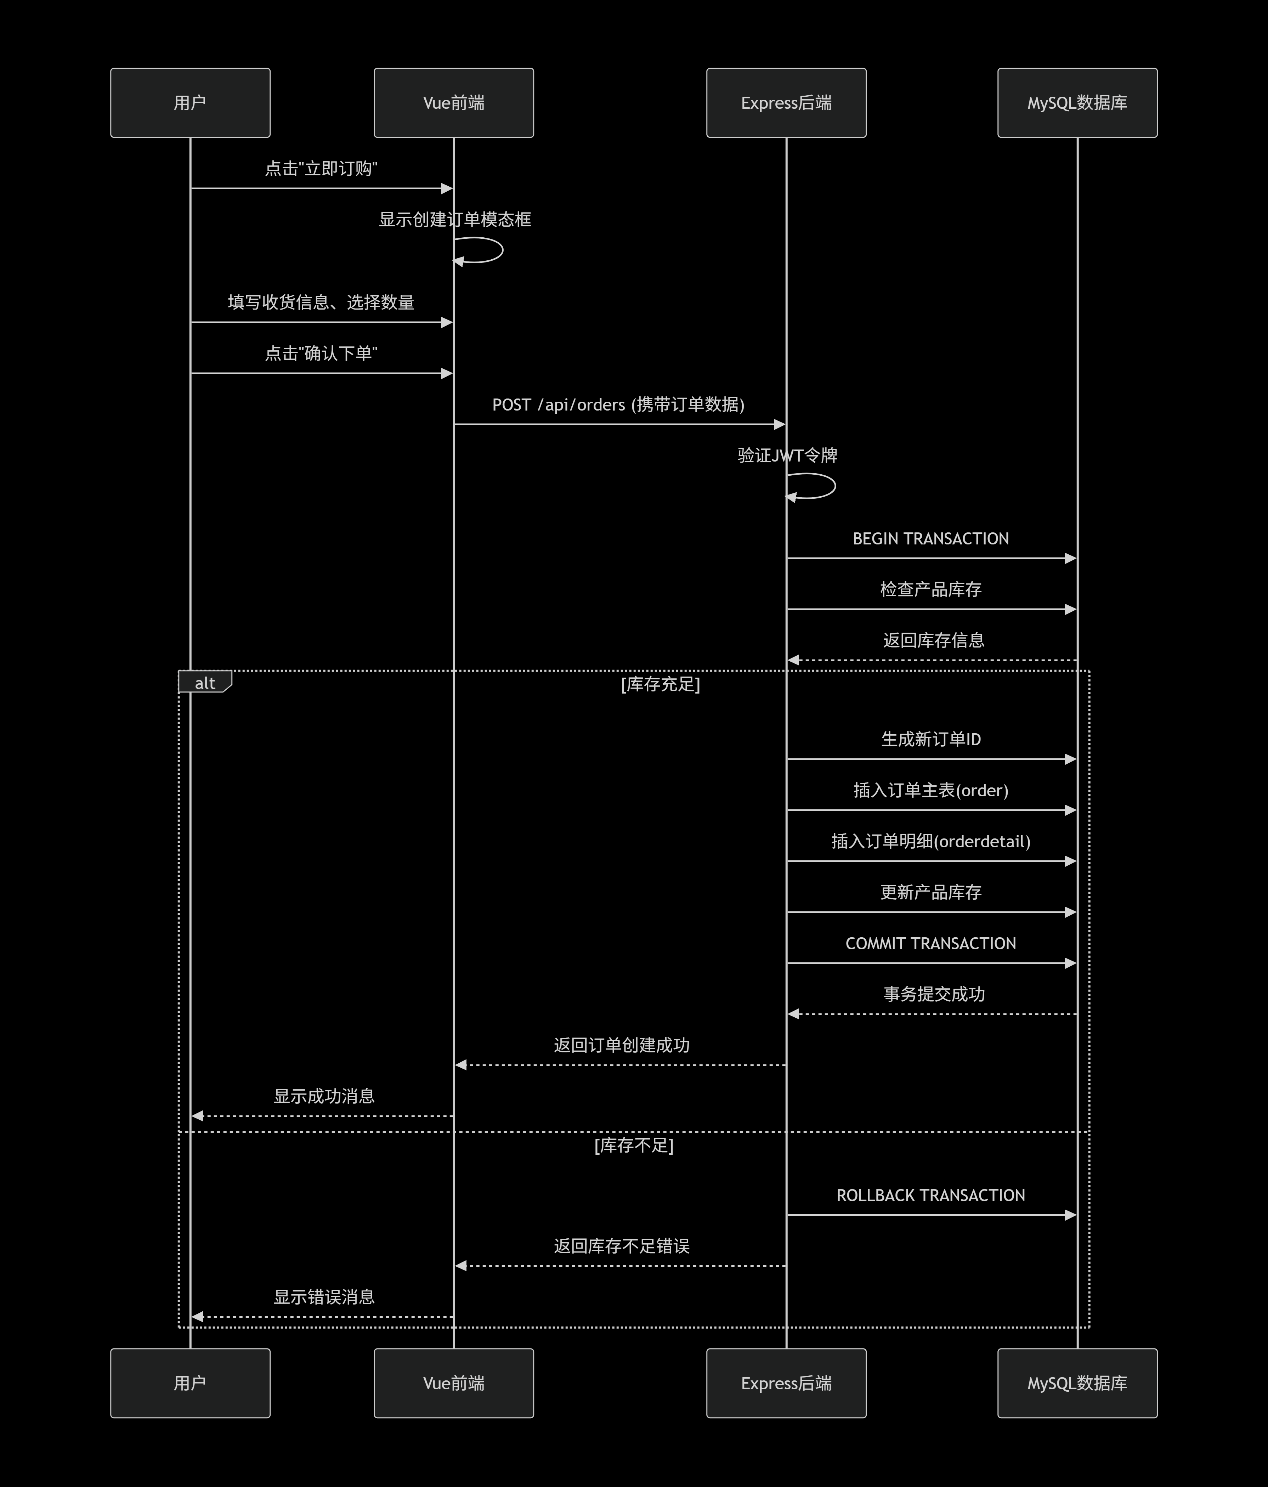 用户
Vue前端
Express后端
MySQL数据库
点击"立即订购"
显示创建订单模态框
填写收货信息、选择数量
点击"确认下单"
POST /api/orders (携带订单数据)
验证JWT令牌
BEGIN TRANSACTION
检查产品库存
返回库存信息
alt
[库存充足]
生成新订单ID
插入订单主表(order)
插入订单明细(orderdetail)
更新产品库存
COMMIT TRANSACTION
事务提交成功
返回订单创建成功
显示成功消息
[库存不足]
ROLLBACK TRANSACTION
返回库存不足错误
显示错误消息
用户
Vue前端
Express后端
MySQL数据库